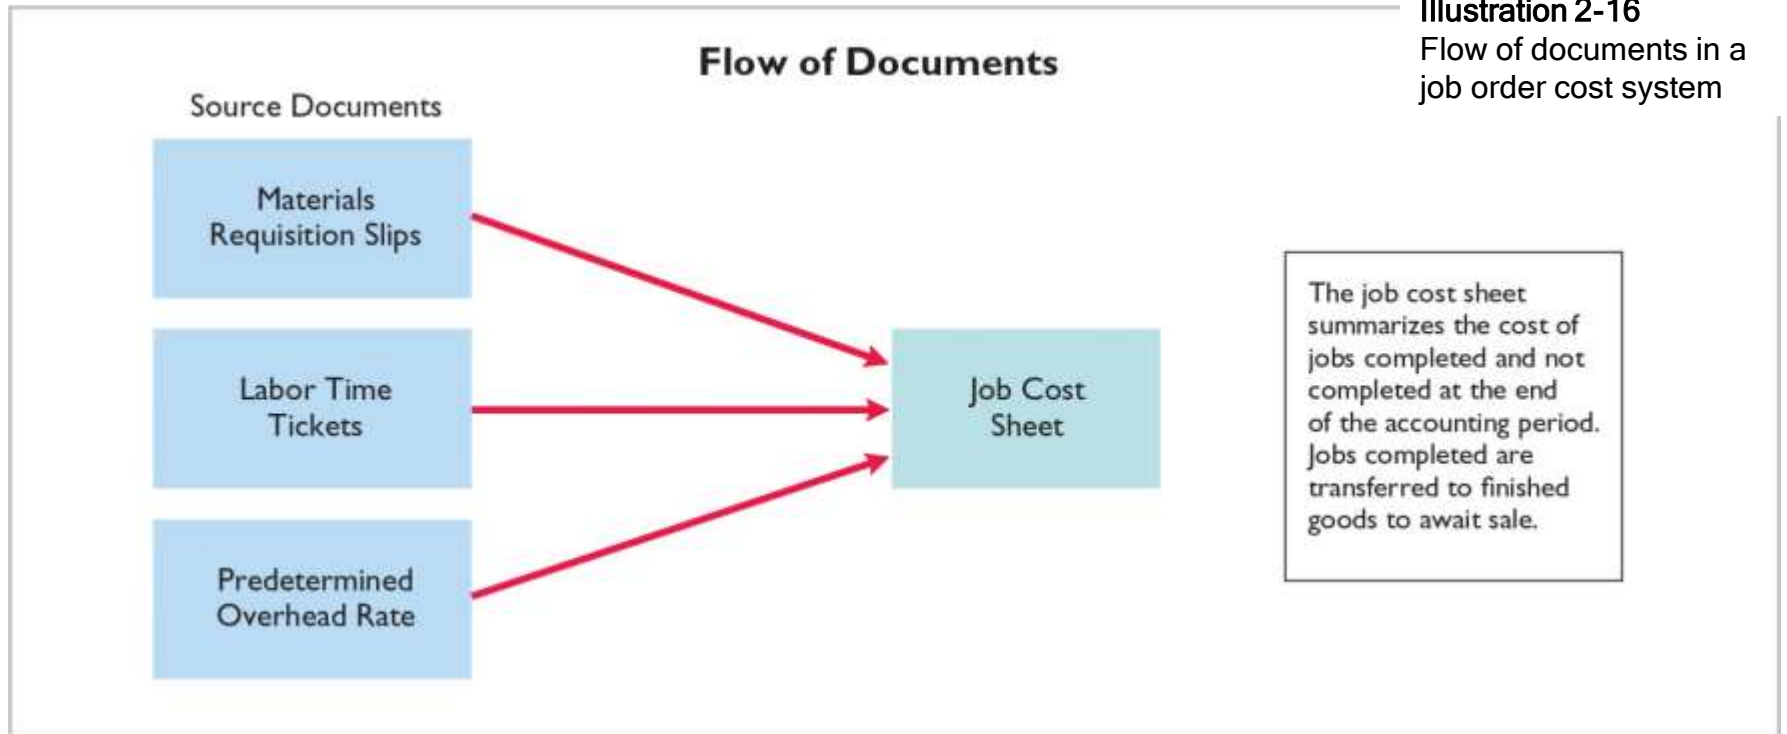 Illustration 2-16
Flow of documents in a
job order cost system
Flow of Documents
Source Documents
Materials
Requisition Slips
Labor Time
Tickets
Predetermined
Overhead Rate
Job Cost
Sheet
The job cost sheet
summarizes the cost of
jobs completed and not
completed at the end
of the accounting period.
Jobs completed are
transferred to finished
goods to await sale.